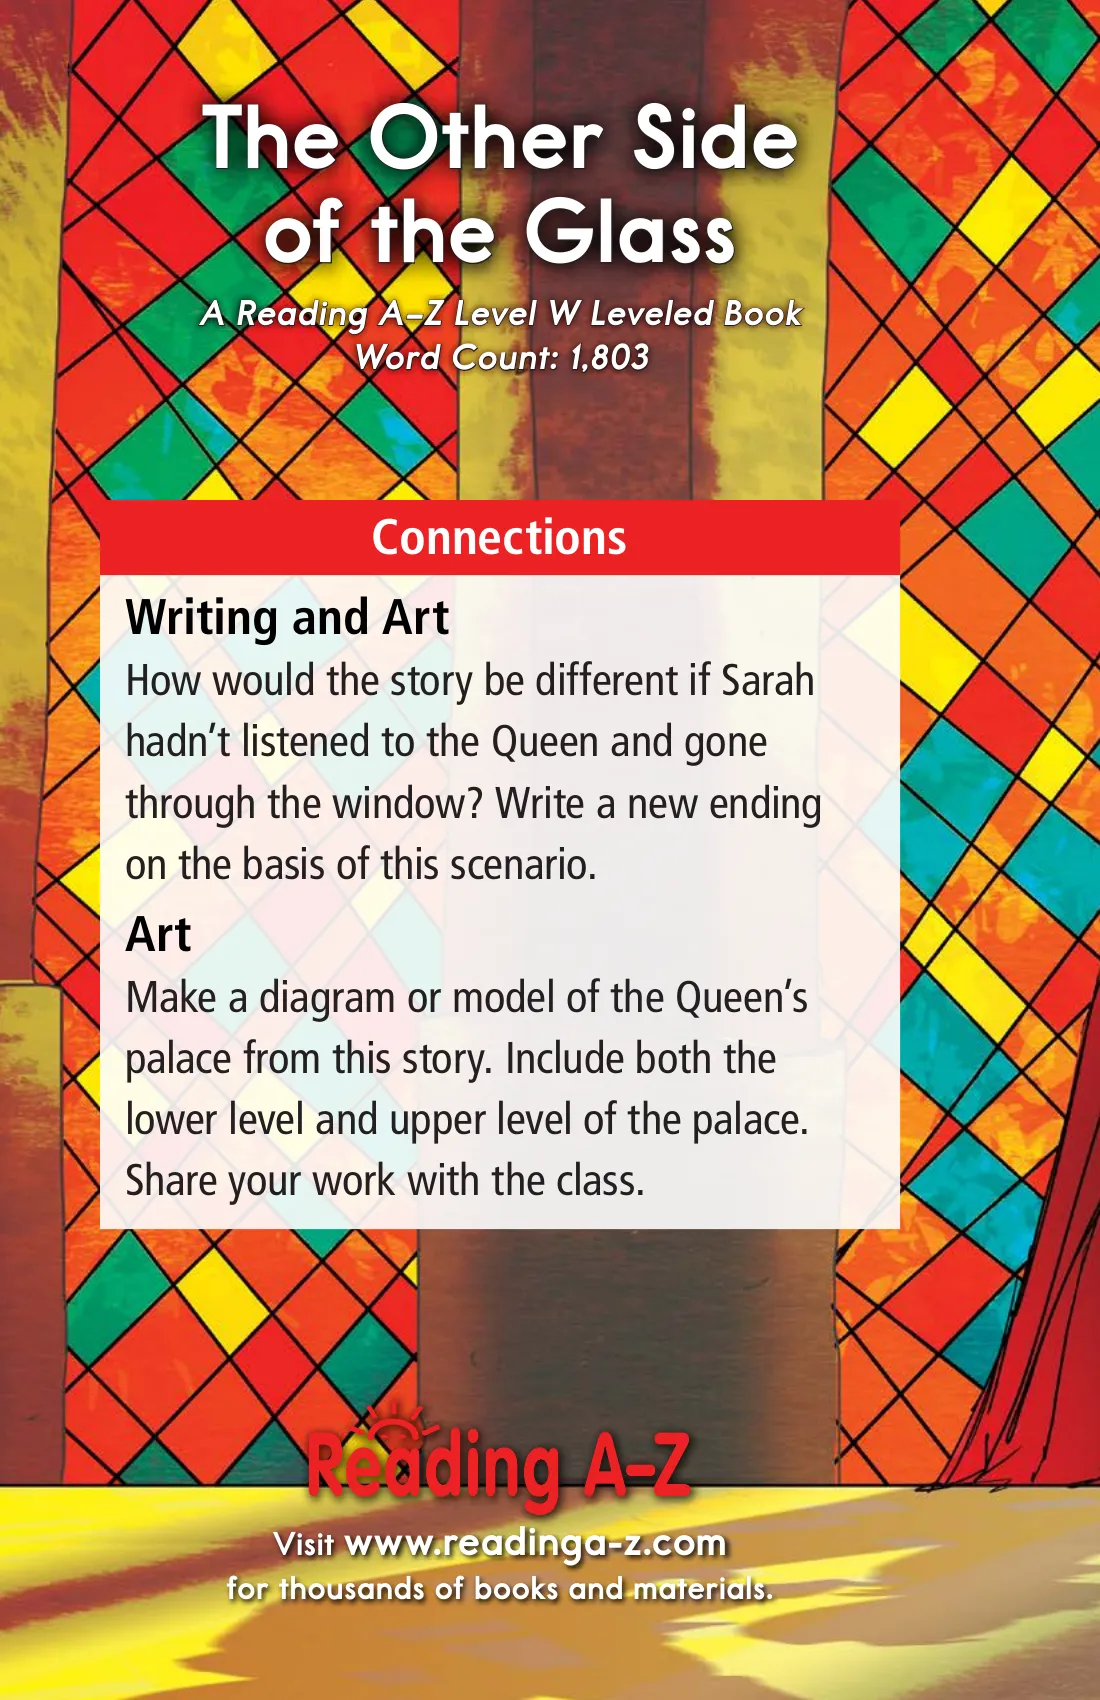 The Other Side
of the Glass
A Reading A–Z Level W Leveled Book
Word Count: 1,803
Connections
Writing and Art
How would the story be different if Sarah
hadn’t listened to the Queen and gone
through the window? Write a new ending
on the basis of this scenario.
Art
Make a diagram or model of the Queen’s
palace from this story. Include both the
lower level and upper level of the palace.
Share your work with the class.
Reading A–Z
Visit www.readinga-z.com
for thousands of books and materials.